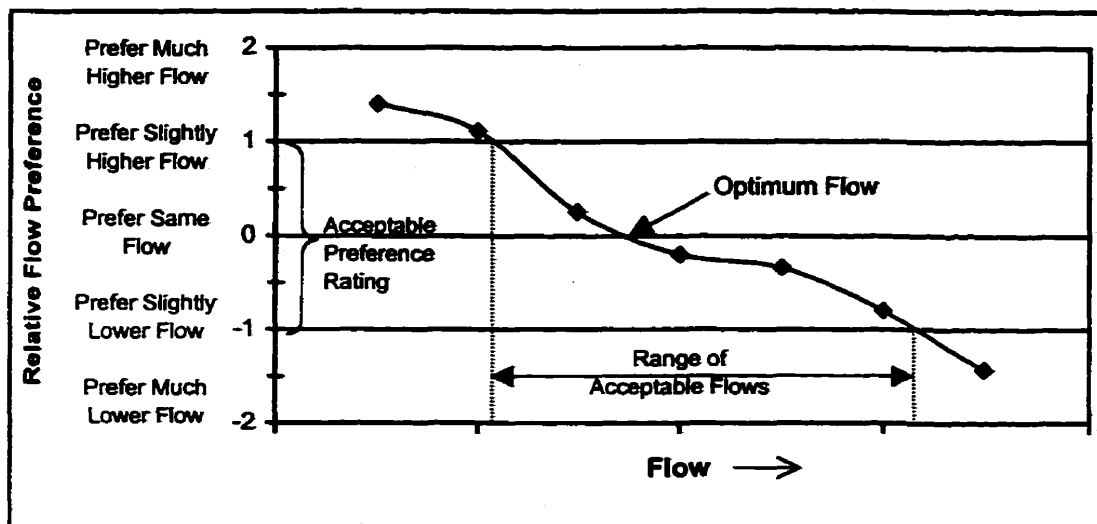 Relative Flow Preference
Prefer Much
Higher Flow
Prefer Slightly
Higher Flow
Prefer Same
Flow
Prefer Slightly
Lower Flow
Prefer Much
Lower Flow
2
1
0
-1
-2
Acceptable
Preference
Rating
Optimum Flow
Range of
Acceptable Flows
Flow